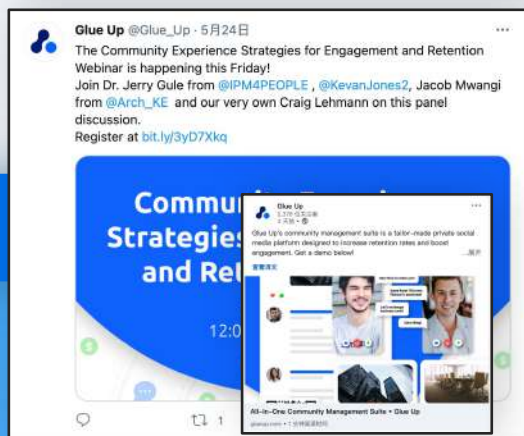 Glue Up @Glue_Up · 5月24日
The Community Experience Strategies for Engagement and Retention
Webinar is happening this Friday!
Join Dr. Jerry Gule from @IPM4PEOPLE , @KevanJones2, Jacob Mwangi
from @Arch_KE and our very own Craig Lehmann on this panel
discussion.
Register at bit.ly/3yD7Xkq
Commu
Strategies
and Ret
12:0
1
Glue Up
Glue Up's community management suite is a tailor-made private social
media platform designed to increase retention rates and boost
engagement. Get a demo below!
...展开
All-in-One Community Management Suite • Glue Up